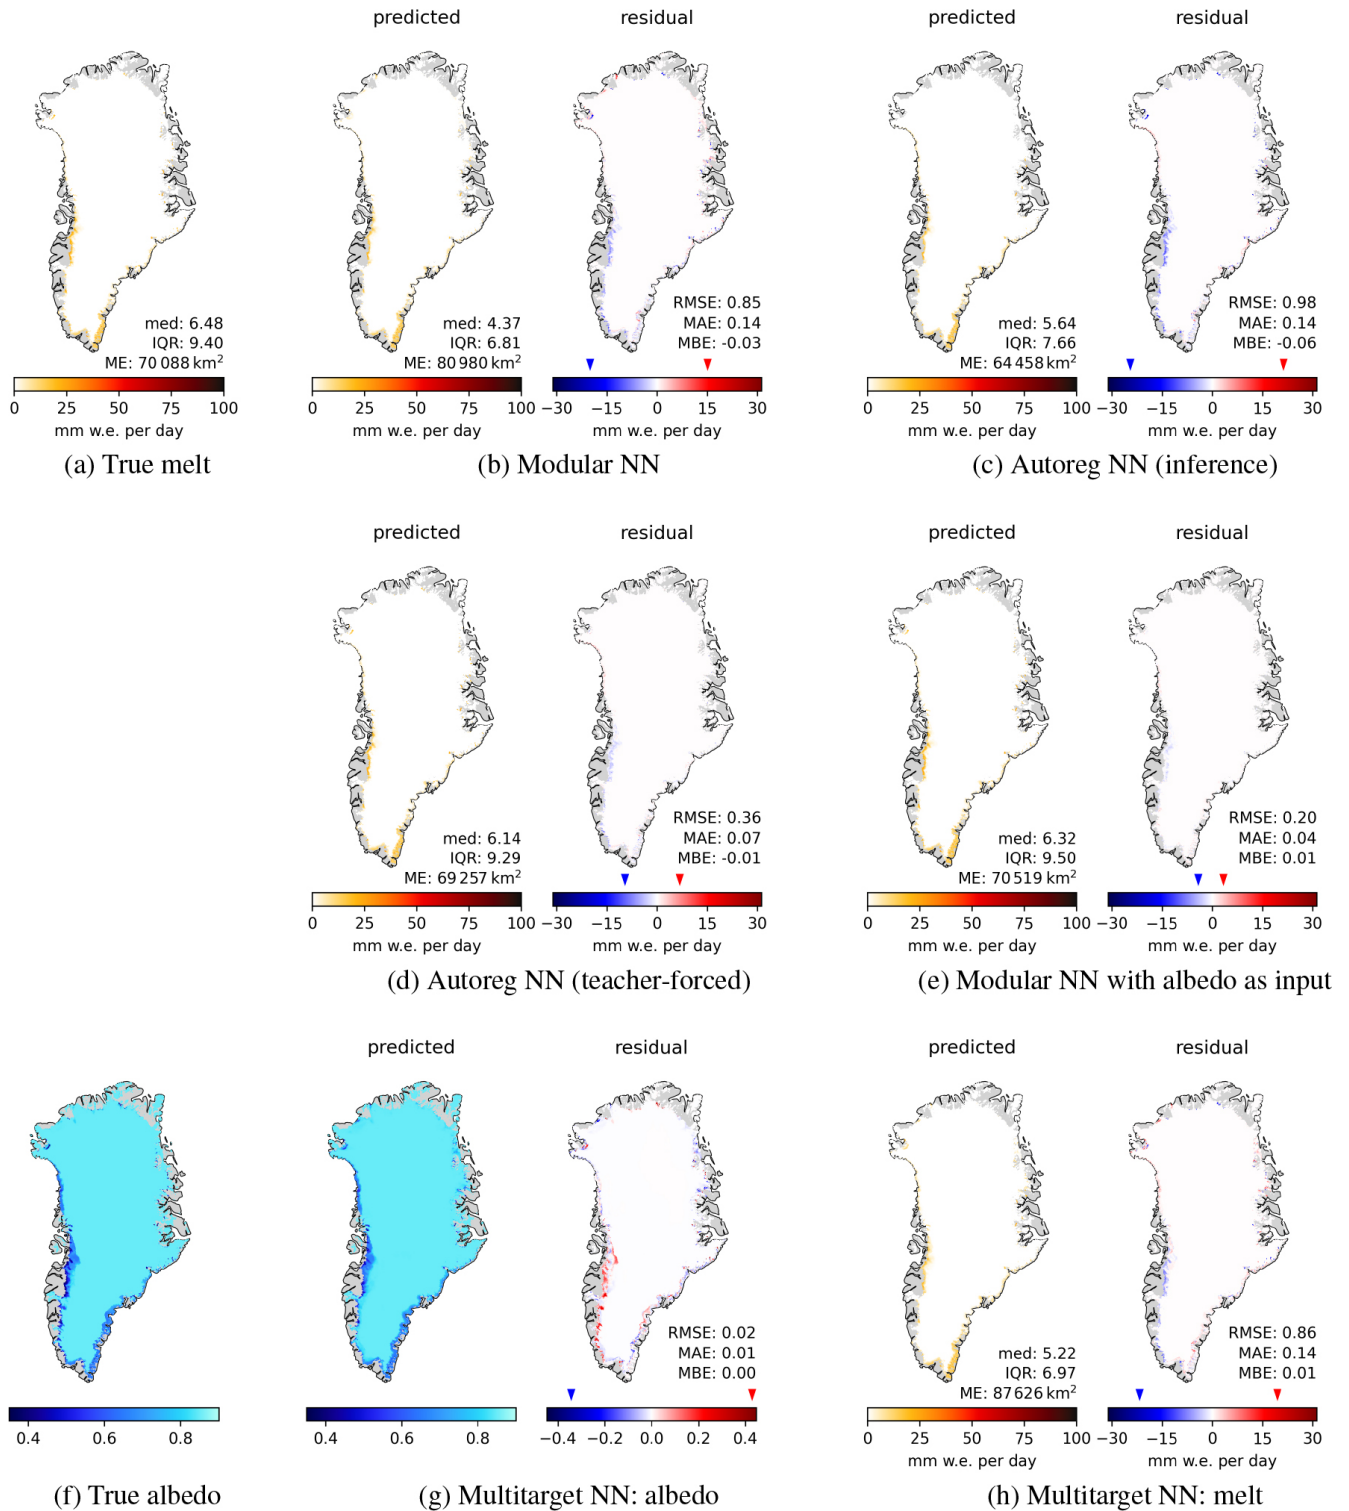 predicted
residual
predicted
residual
med: 6.48
IQR: 9.40
ME: 70 088 km²
med: 4.37
IQR: 6.81
ME: 80 980 km²
RMSE: 0.85
MAE: 0.14
MBE: -0.03
med: 5.64
IQR: 7.66
ME: 64 458 km²
RMSE: 0.98
MAE: 0.14
MBE: -0.06
0 25 50 75 100
mm w.e. per day
0 25 50 75 100
mm w.e. per day
−30 −15 0 15 30
mm w.e. per day
0 25 50 75 100
mm w.e. per day
−30 −15 0 15 30
mm w.e. per day
(a) True melt
(b) Modular NN
(c) Autoreg NN (inference)
predicted
residual
predicted
residual
med: 6.14
IQR: 9.29
ME: 69 257 km²
RMSE: 0.36
MAE: 0.07
MBE: -0.01
med: 6.32
IQR: 9.50
ME: 70 519 km²
RMSE: 0.20
MAE: 0.04
MBE: 0.01
0 25 50 75 100
mm w.e. per day
−30 −15 0 15 30
mm w.e. per day
0 25 50 75 100
mm w.e. per day
−30 −15 0 15 30
mm w.e. per day
(d) Autoreg NN (teacher-forced)
(e) Modular NN with albedo as input
predicted
residual
predicted
residual
RMSE: 0.02
MAE: 0.01
MBE: 0.00
med: 5.22
IQR: 6.97
ME: 87 626 km²
RMSE: 0.86
MAE: 0.14
MBE: 0.01
0.4 0.6 0.8
0.4 0.6 0.8
−0.4 −0.2 0.0 0.2 0.4
0 25 50 75 100
mm w.e. per day
−30 −15 0 15 30
mm w.e. per day
(f) True albedo
(g) Multitarget NN: albedo
(h) Multitarget NN: melt